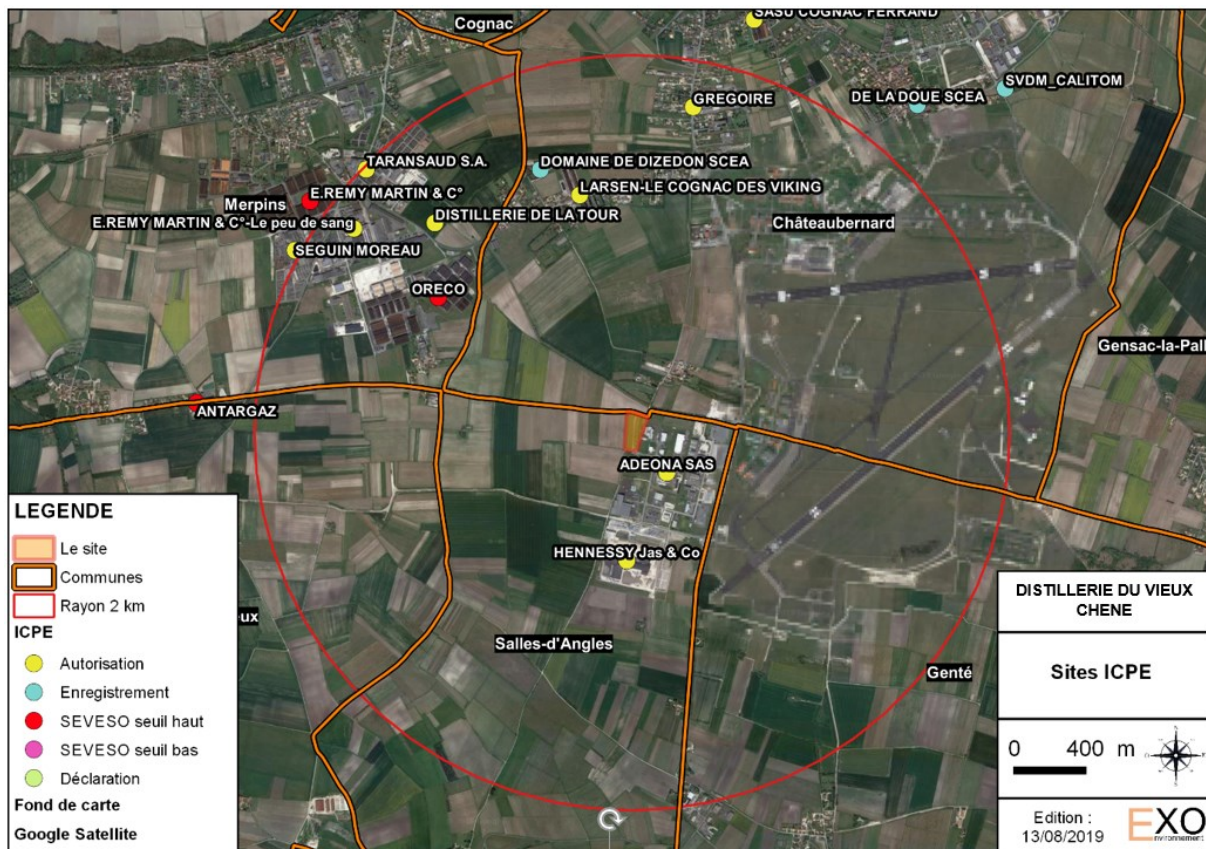 Cognac
SASU COGNAC FERRAND
SVDM_CALITOM
GREGOIRE
DE LA DOUE SCEA
TARANSAUD S.A.
DOMAINE DE DIZEDON SCEA
E.REMY MARTIN & C°
LARSEN-LE COGNAC DES VIKING
Merpins
E.REMY MARTIN & C°-Le peu de sang
DISTILLERIE DE LA TOUR
Châteaubernard
SEGUIN MOREAU
ORECO
Gensac-la-Pall
ANTARGAZ
ADEONA SAS
HENNESSY Jas & Co
Salles-d'Angles
Genté
eux
LEGENDE
Le site
Communes
Rayon 2 km
ICPE
Autorisation
Enregistrement
SEVESO seuil haut
SEVESO seuil bas
Déclaration
Fond de carte
Google Satellite
DISTILLERIE DU VIEUX
CHENE
Sites ICPE
0 400 m
Edition :
13/08/2019
EXO
environnement